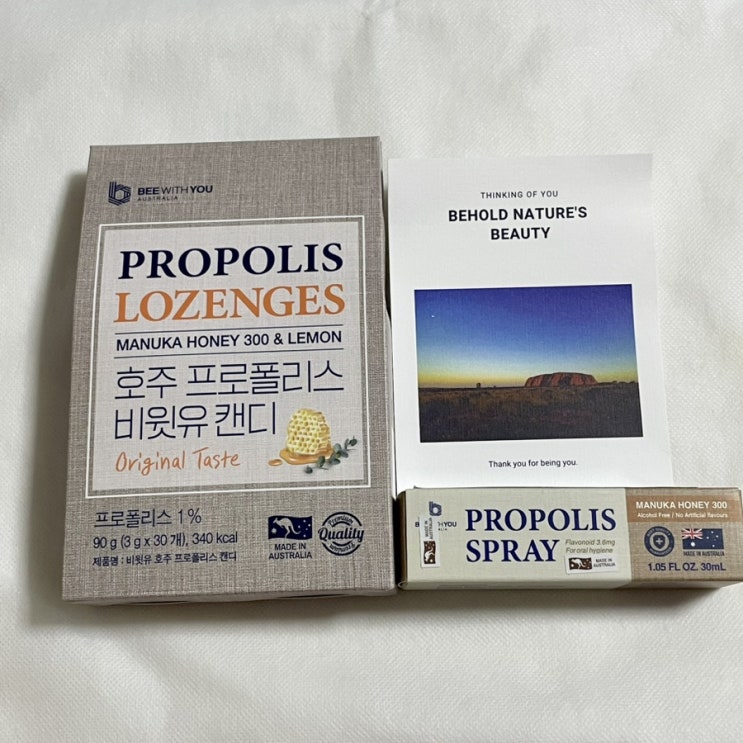 BEE WITH YOU
AUSTRALIA
PROPOLIS
LOZENGES
MANUKA HONEY 300 & LEMON
호주 프로폴리스
비윗유 캔디
Original Taste
프로폴리스 1%
90 g (3 g x 30 개), 340 kcal
제품명 : 비윗유 호주 프로폴리스 캔디
MADE IN
AUSTRALIA
Premium
Quality
THINKING OF YOU
BEHOLD NATURE'S
BEAUTY
Thank you for being you.
PROPOLIS
SPRAY
Flavonoid 3.6mg
For oral hygiene
MADE IN
AUSTRALIA
MANUKA HONEY 300
Alcohol Free / No Artificial flavours
MADE IN AUSTRALIA
1.05 FL OZ. 30mL